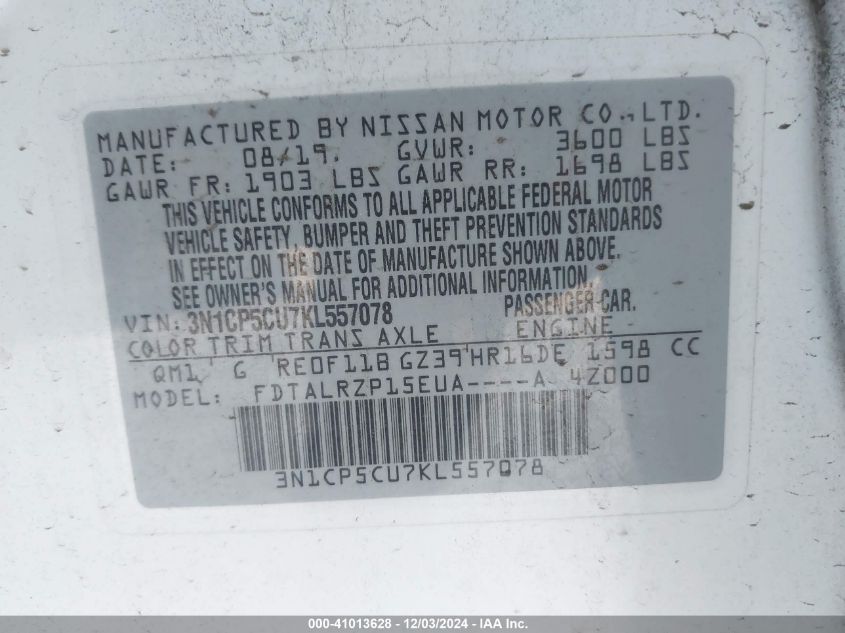 MANUFACTURED BY NISSAN MOTOR CO., LTD.
DATE: 08/19. GVWR: 3600 LBS
GAWR FR: 1903 LBS GAWR RR: 1698 LBS
THIS VEHICLE CONFORMS TO ALL APPLICABLE FEDERAL MOTOR
VEHICLE SAFETY, BUMPER AND THEFT PREVENTION STANDARDS
IN EFFECT ON THE DATE OF MANUFACTURE SHOWN ABOVE.
SEE OWNER'S MANUAL FOR ADDITIONAL INFORMATION.
VIN: 3N1CP5CU7KL557078 PASSENGER CAR.
COLOR TRIM TRANS AXLE ENGINE
QM1 G RE0F11B GZ39 HR16DE 1598 CC
MODEL: FDTALRZP15EUA----A 4Z000
3N1CP5CU7KL557078
000-41013628 - 12/03/2024 - IAA Inc.